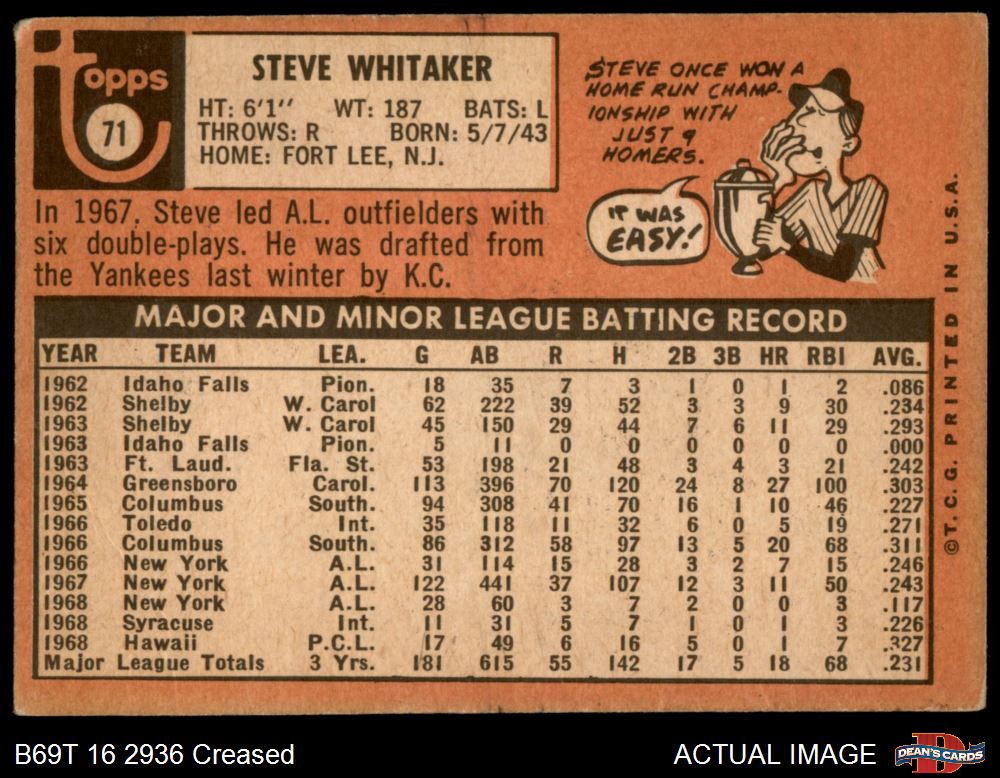 Topps
71
STEVE WHITAKER
HT: 6'1" WT: 187 BATS: L
THROWS: R BORN: 5/7/43
HOME: FORT LEE, N.J.
STEVE ONCE WON A
HOME RUN CHAMP-
IONSHIP WITH
JUST 9
HOMERS.
IT WAS
EASY!
In 1967, Steve led A.L. outfielders with
six double-plays. He was drafted from
the Yankees last winter by K.C.
MAJOR AND MINOR LEAGUE BATTING RECORD
YEAR TEAM LEA. G AB R H 2B 3B HR RBI AVG.
1962 Idaho Falls Pion. 18 35 7 3 1 0 1 2 .086
1962 Shelby W. Carol 62 222 39 52 3 3 9 30 .234
1963 Shelby W. Carol 45 150 29 44 7 6 11 29 .293
1963 Idaho Falls Pion. 5 11 0 0 0 0 0 0 .000
1963 Ft. Laud. Fla. St. 53 198 21 48 3 4 3 21 .242
1964 Greensboro Carol. 113 396 70 120 24 8 27 100 .303
1965 Columbus South. 94 308 41 70 16 1 10 46 .227
1966 Toledo Int. 35 118 11 32 6 0 5 19 .271
1966 Columbus South. 86 312 58 97 13 5 20 68 .311
1966 New York A.L. 31 114 15 28 3 2 7 15 .246
1967 New York A.L. 122 441 37 107 12 3 11 50 .243
1968 New York A.L. 28 60 3 7 2 0 0 3 .117
1968 Syracuse Int. 11 31 5 7 1 0 1 3 .226
1968 Hawaii P.C.L. 17 49 6 16 5 0 1 7 .327
Major League Totals 3 Yrs. 181 615 55 142 17 5 18 68 .231
©T.C.G. PRINTED IN U.S.A.
B69T 16 2936 Creased
ACTUAL IMAGE
DEAN'S CARDS